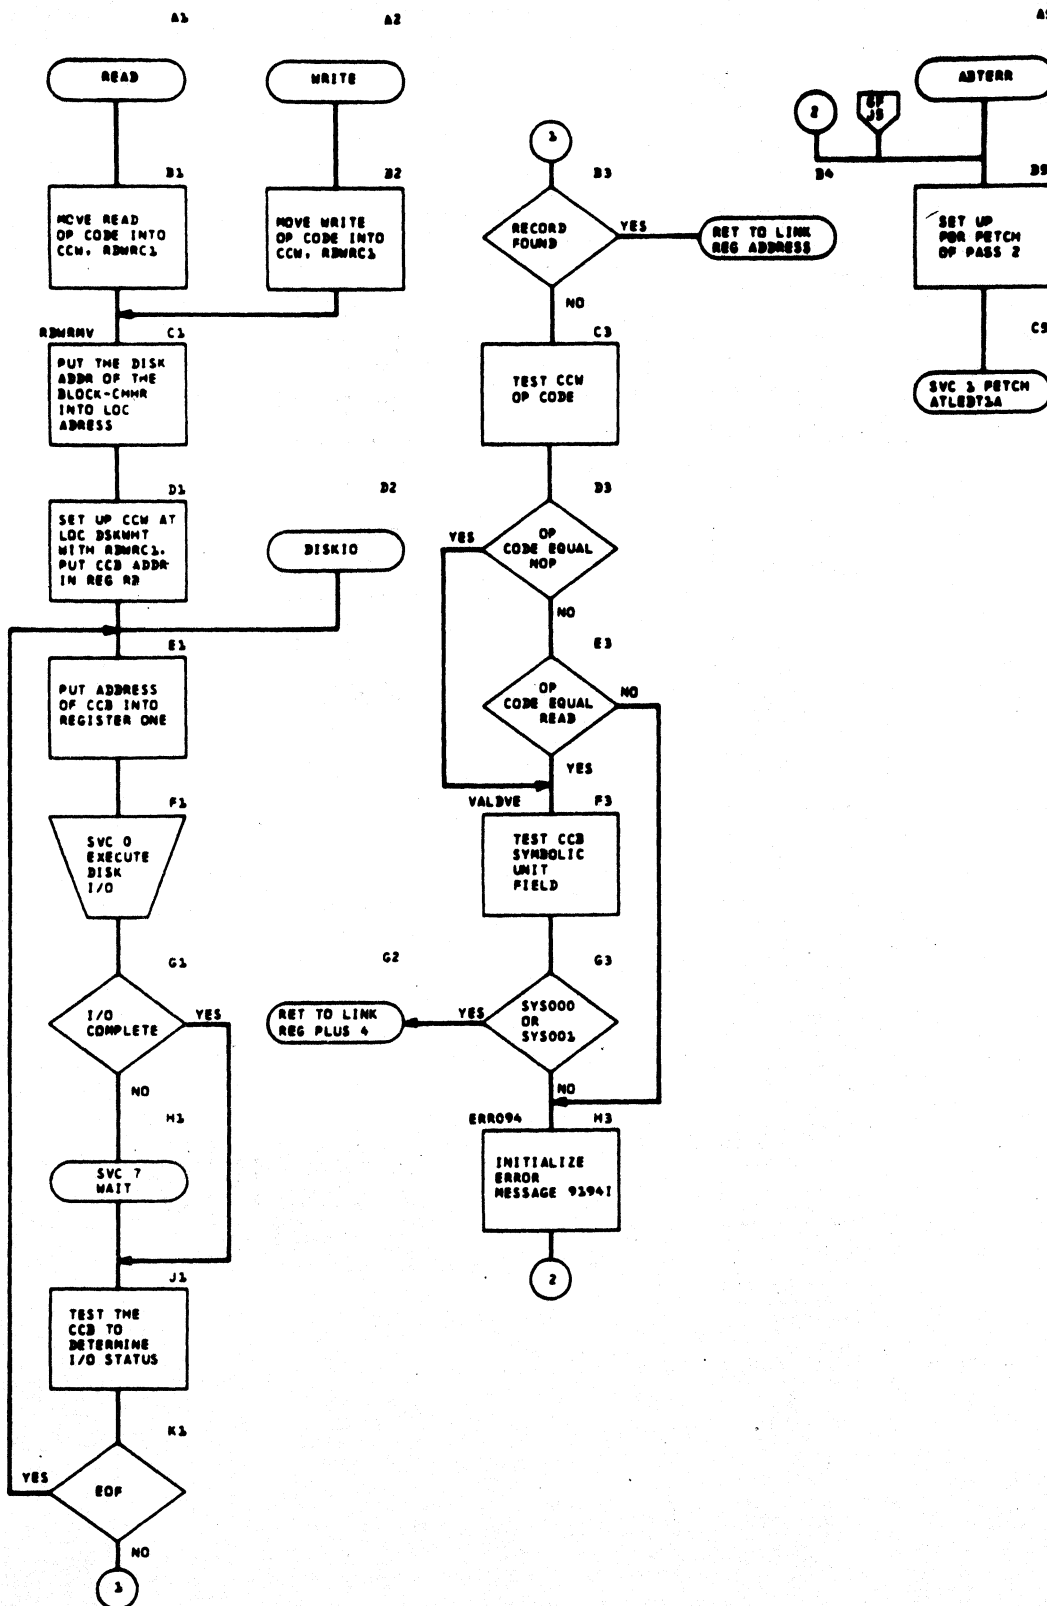 A1
READ
B1
MOVE READ
OP CODE INTO
CCW, RDWRC1
RDWRMV C1
PUT THE DISK
ADDR OF THE
BLOCK-CHHR
INTO LOC
ADRESS
D1
SET UP CCW AT
LOC DSKWHT
WITH RDWRC1.
PUT CCB ADDR
IN REG RD
E1
PUT ADDRESS
OF CCB INTO
REGISTER ONE
F1
SVC 0
EXECUTE
DISK
I/O
G1
I/O
COMPLETE
YES
NO
H1
SVC 7
WAIT
J1
TEST THE
CCB TO
DETERMINE
I/O STATUS
K1
YES
EOF
NO
1
A2
WRITE
B2
MOVE WRITE
OP CODE INTO
CCW, RDWRC1
D2
DISKIO
G2
RET TO LINK
REG PLUS 4
1
B3
RECORD
FOUND
YES
RET TO LINK
REG ADDRESS
NO
C3
TEST CCW
OP CODE
D3
YES
OP
CODE EQUAL
NOP
NO
E3
OP
CODE EQUAL
READ
NO
YES
VALDVE F3
TEST CCB
SYMBOLIC
UNIT
FIELD
G3
YES
SYS000
OR
SYS001
NO
ERR094 H3
INITIALIZE
ERROR
MESSAGE 9194I
2
2
J5
B4
ABTERR
B5
SET UP
FOR FETCH
OF PASS 2
C5
SVC 1 FETCH
ATLEDT1A